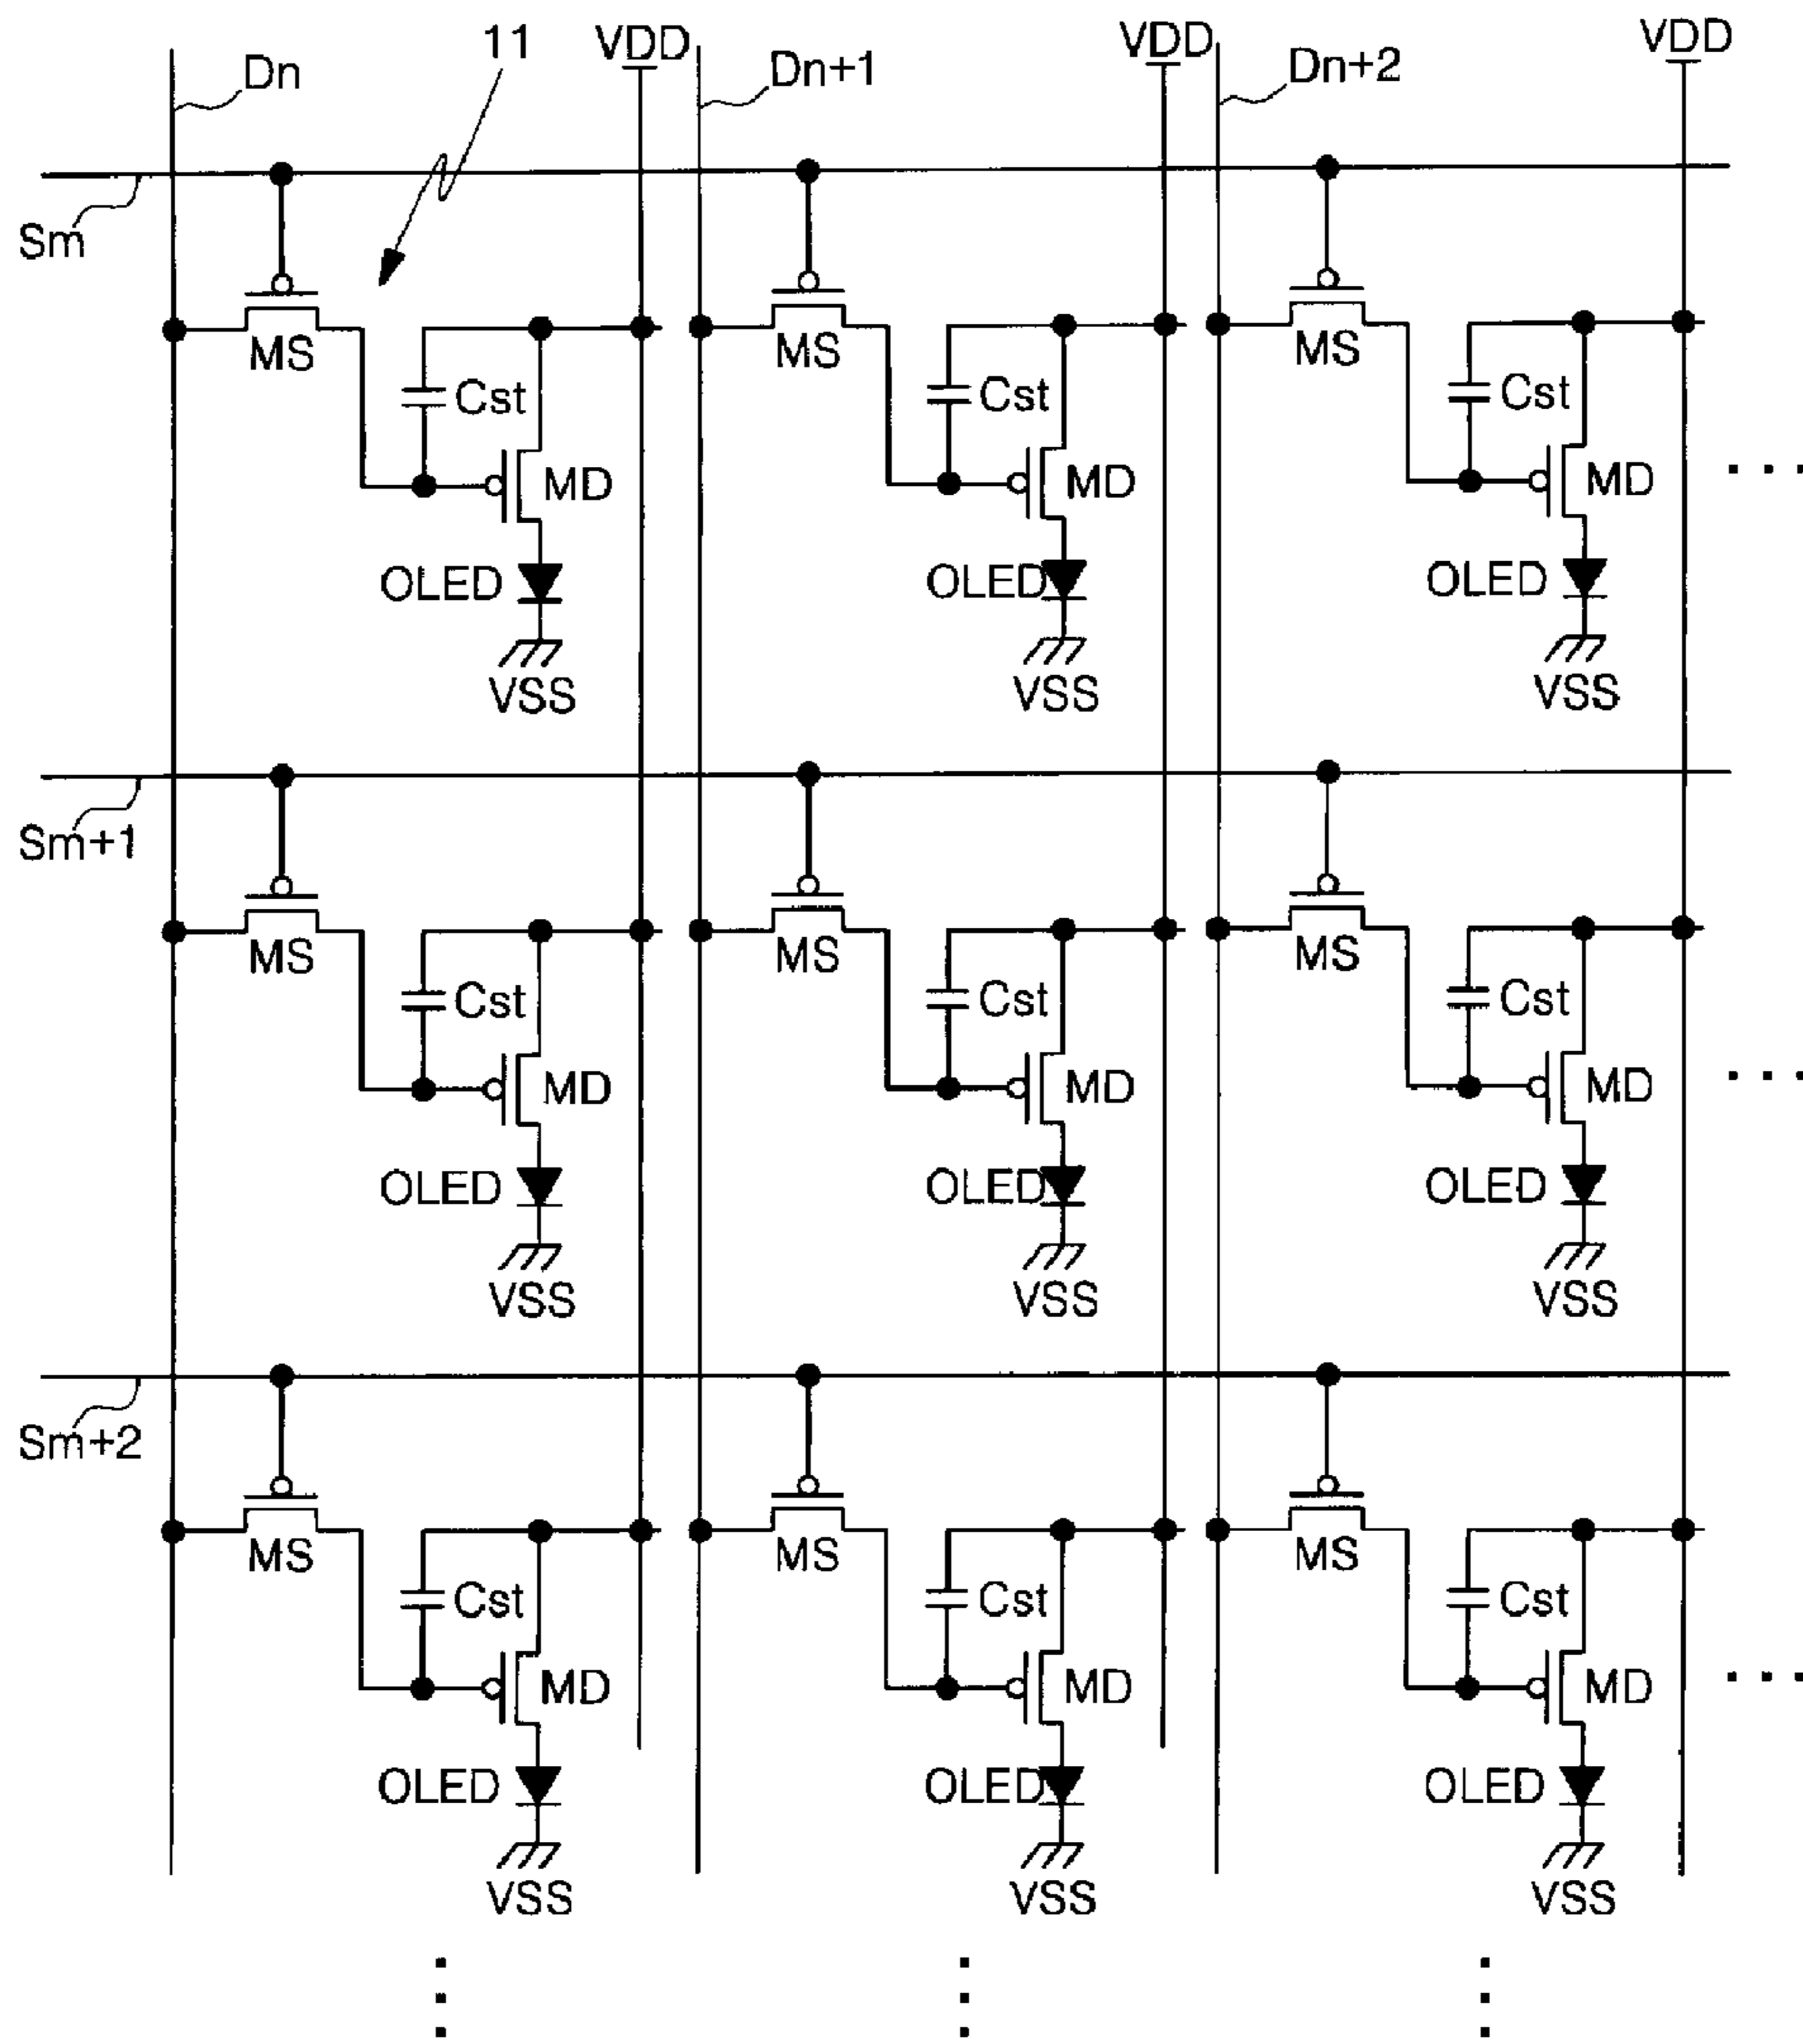 11 VDD VDD VDD
Dn Dn+1 Dn+2
Sm
MS MS MS
Cst Cst Cst
MD MD MD ...
OLED OLED OLED
VSS VSS VSS
Sm+1
MS MS MS
Cst Cst Cst
MD MD MD ...
OLED OLED OLED
VSS VSS VSS
Sm+2
MS MS MS
Cst Cst Cst
MD MD MD ...
OLED OLED OLED
VSS VSS VSS